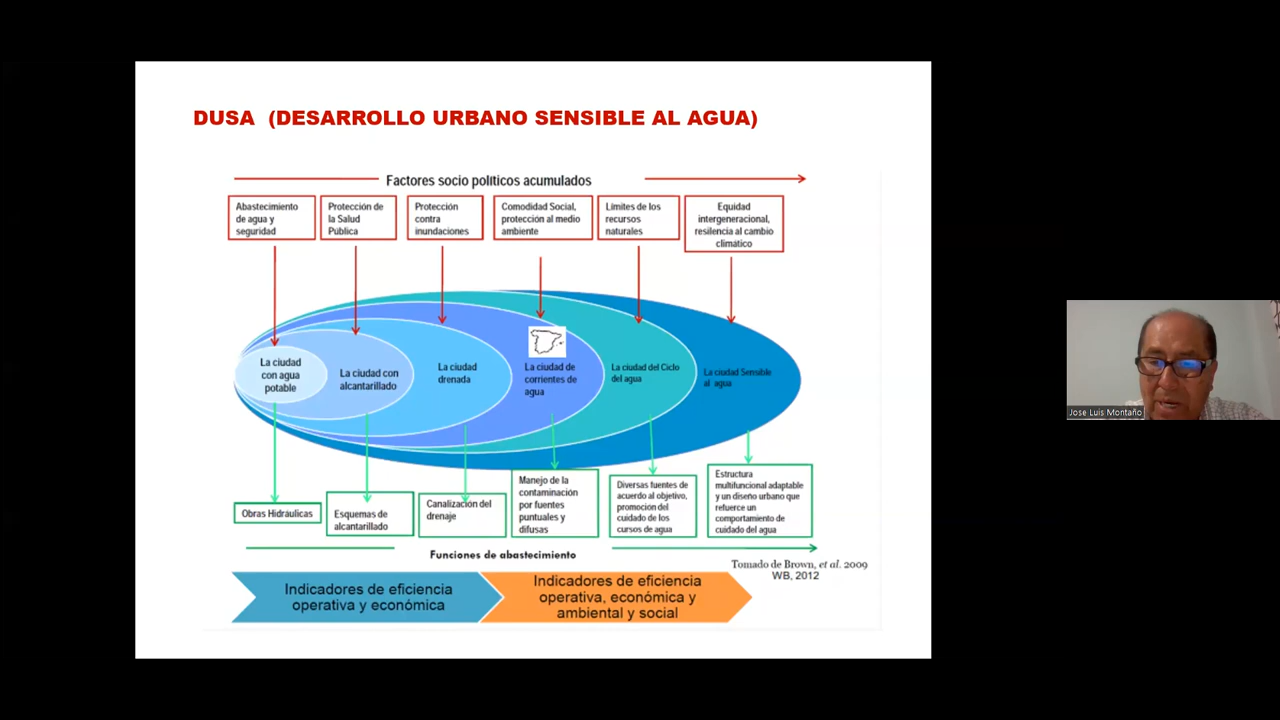 DUSA (DESARROLLO URBANO SENSIBLE AL AGUA)
Factores socio políticos acumulados
Abastecimiento
de agua y
seguridad
Protección de
la Salud
Pública
Protección
contra
inundaciones
Comodidad Social,
protección al medio
ambiente
Límites de los
recursos
naturales
Equidad
intergeneracional,
resilencia al cambio
climático
La ciudad
con agua
potable
La ciudad con
alcantarillado
La ciudad
drenada
La ciudad de
corrientes de
agua
La ciudad del Ciclo
del agua
La ciudad Sensible
al agua
Obras Hidráulicas
Esquemas de
alcantarillado
Canalización del
drenaje
Manejo de la
contaminación
por fuentes
puntuales y
difusas
Diversas fuentes de
acuerdo al objetivo,
promocion del
cuidado de los
cursos de agua
Estructura
multifuncional adaptable
y un diseño urbano que
refuerce un
comportamiento de
cuidado del agua
Funciones de abastecimiento
Tomado de Brown, et al. 2009
WB, 2012
Indicadores de eficiencia
operativa y económica
Indicadores de eficiencia
operativa, económica y
ambiental y social
Jose Luis Montaño